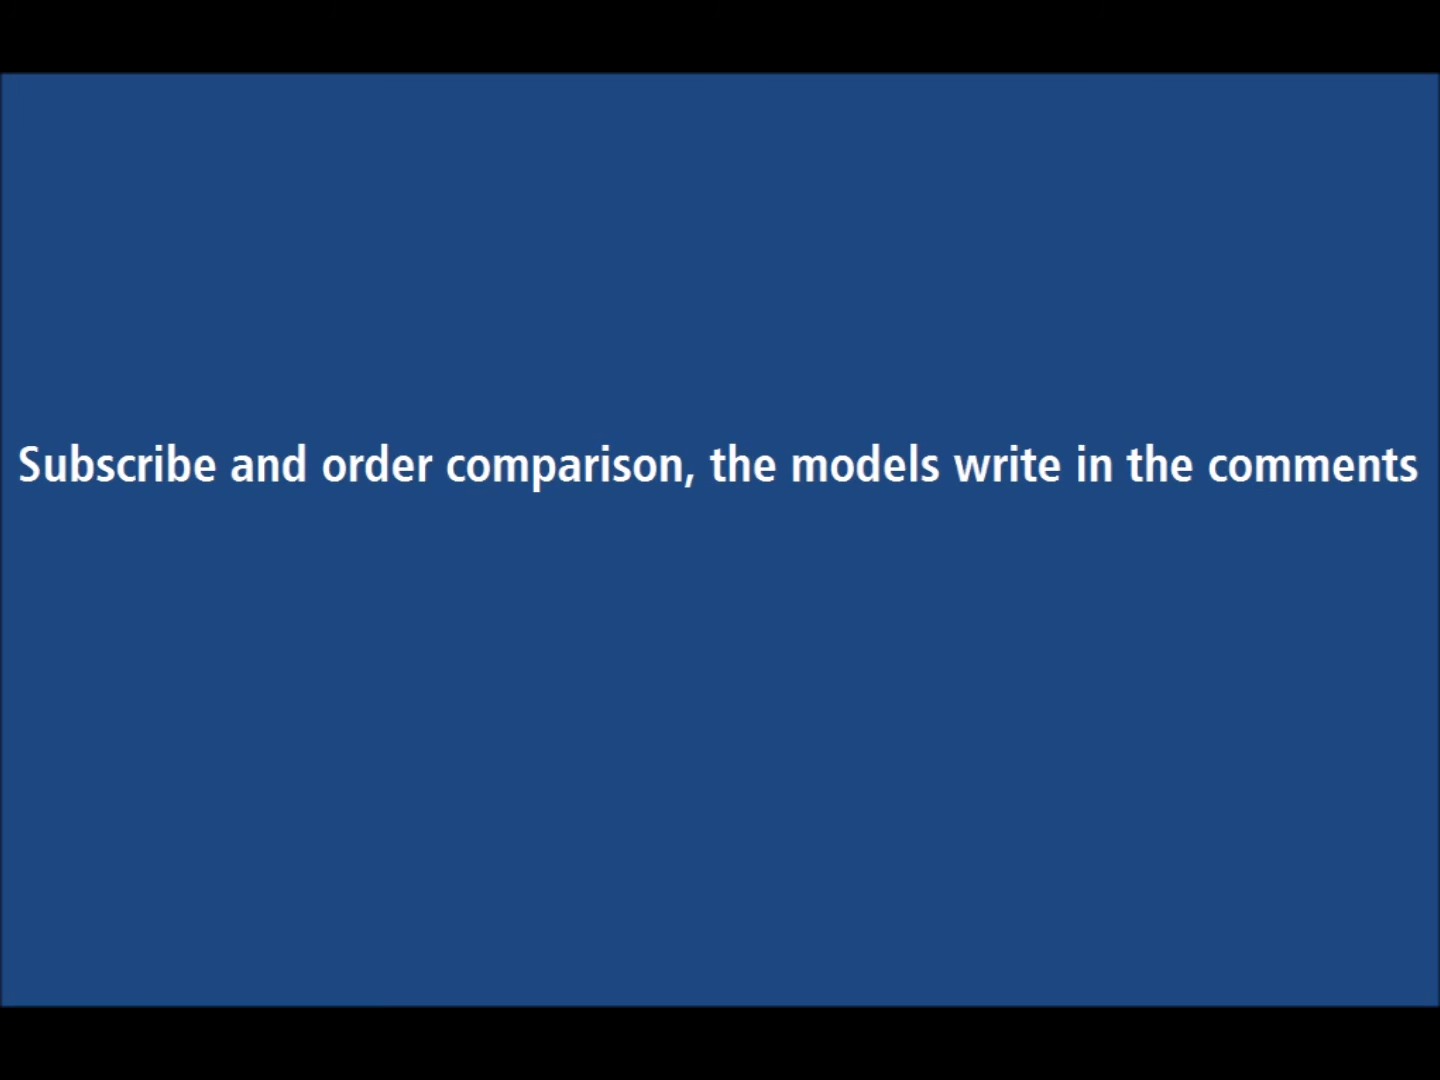 Subscribe and order comparison, the models write in the comments